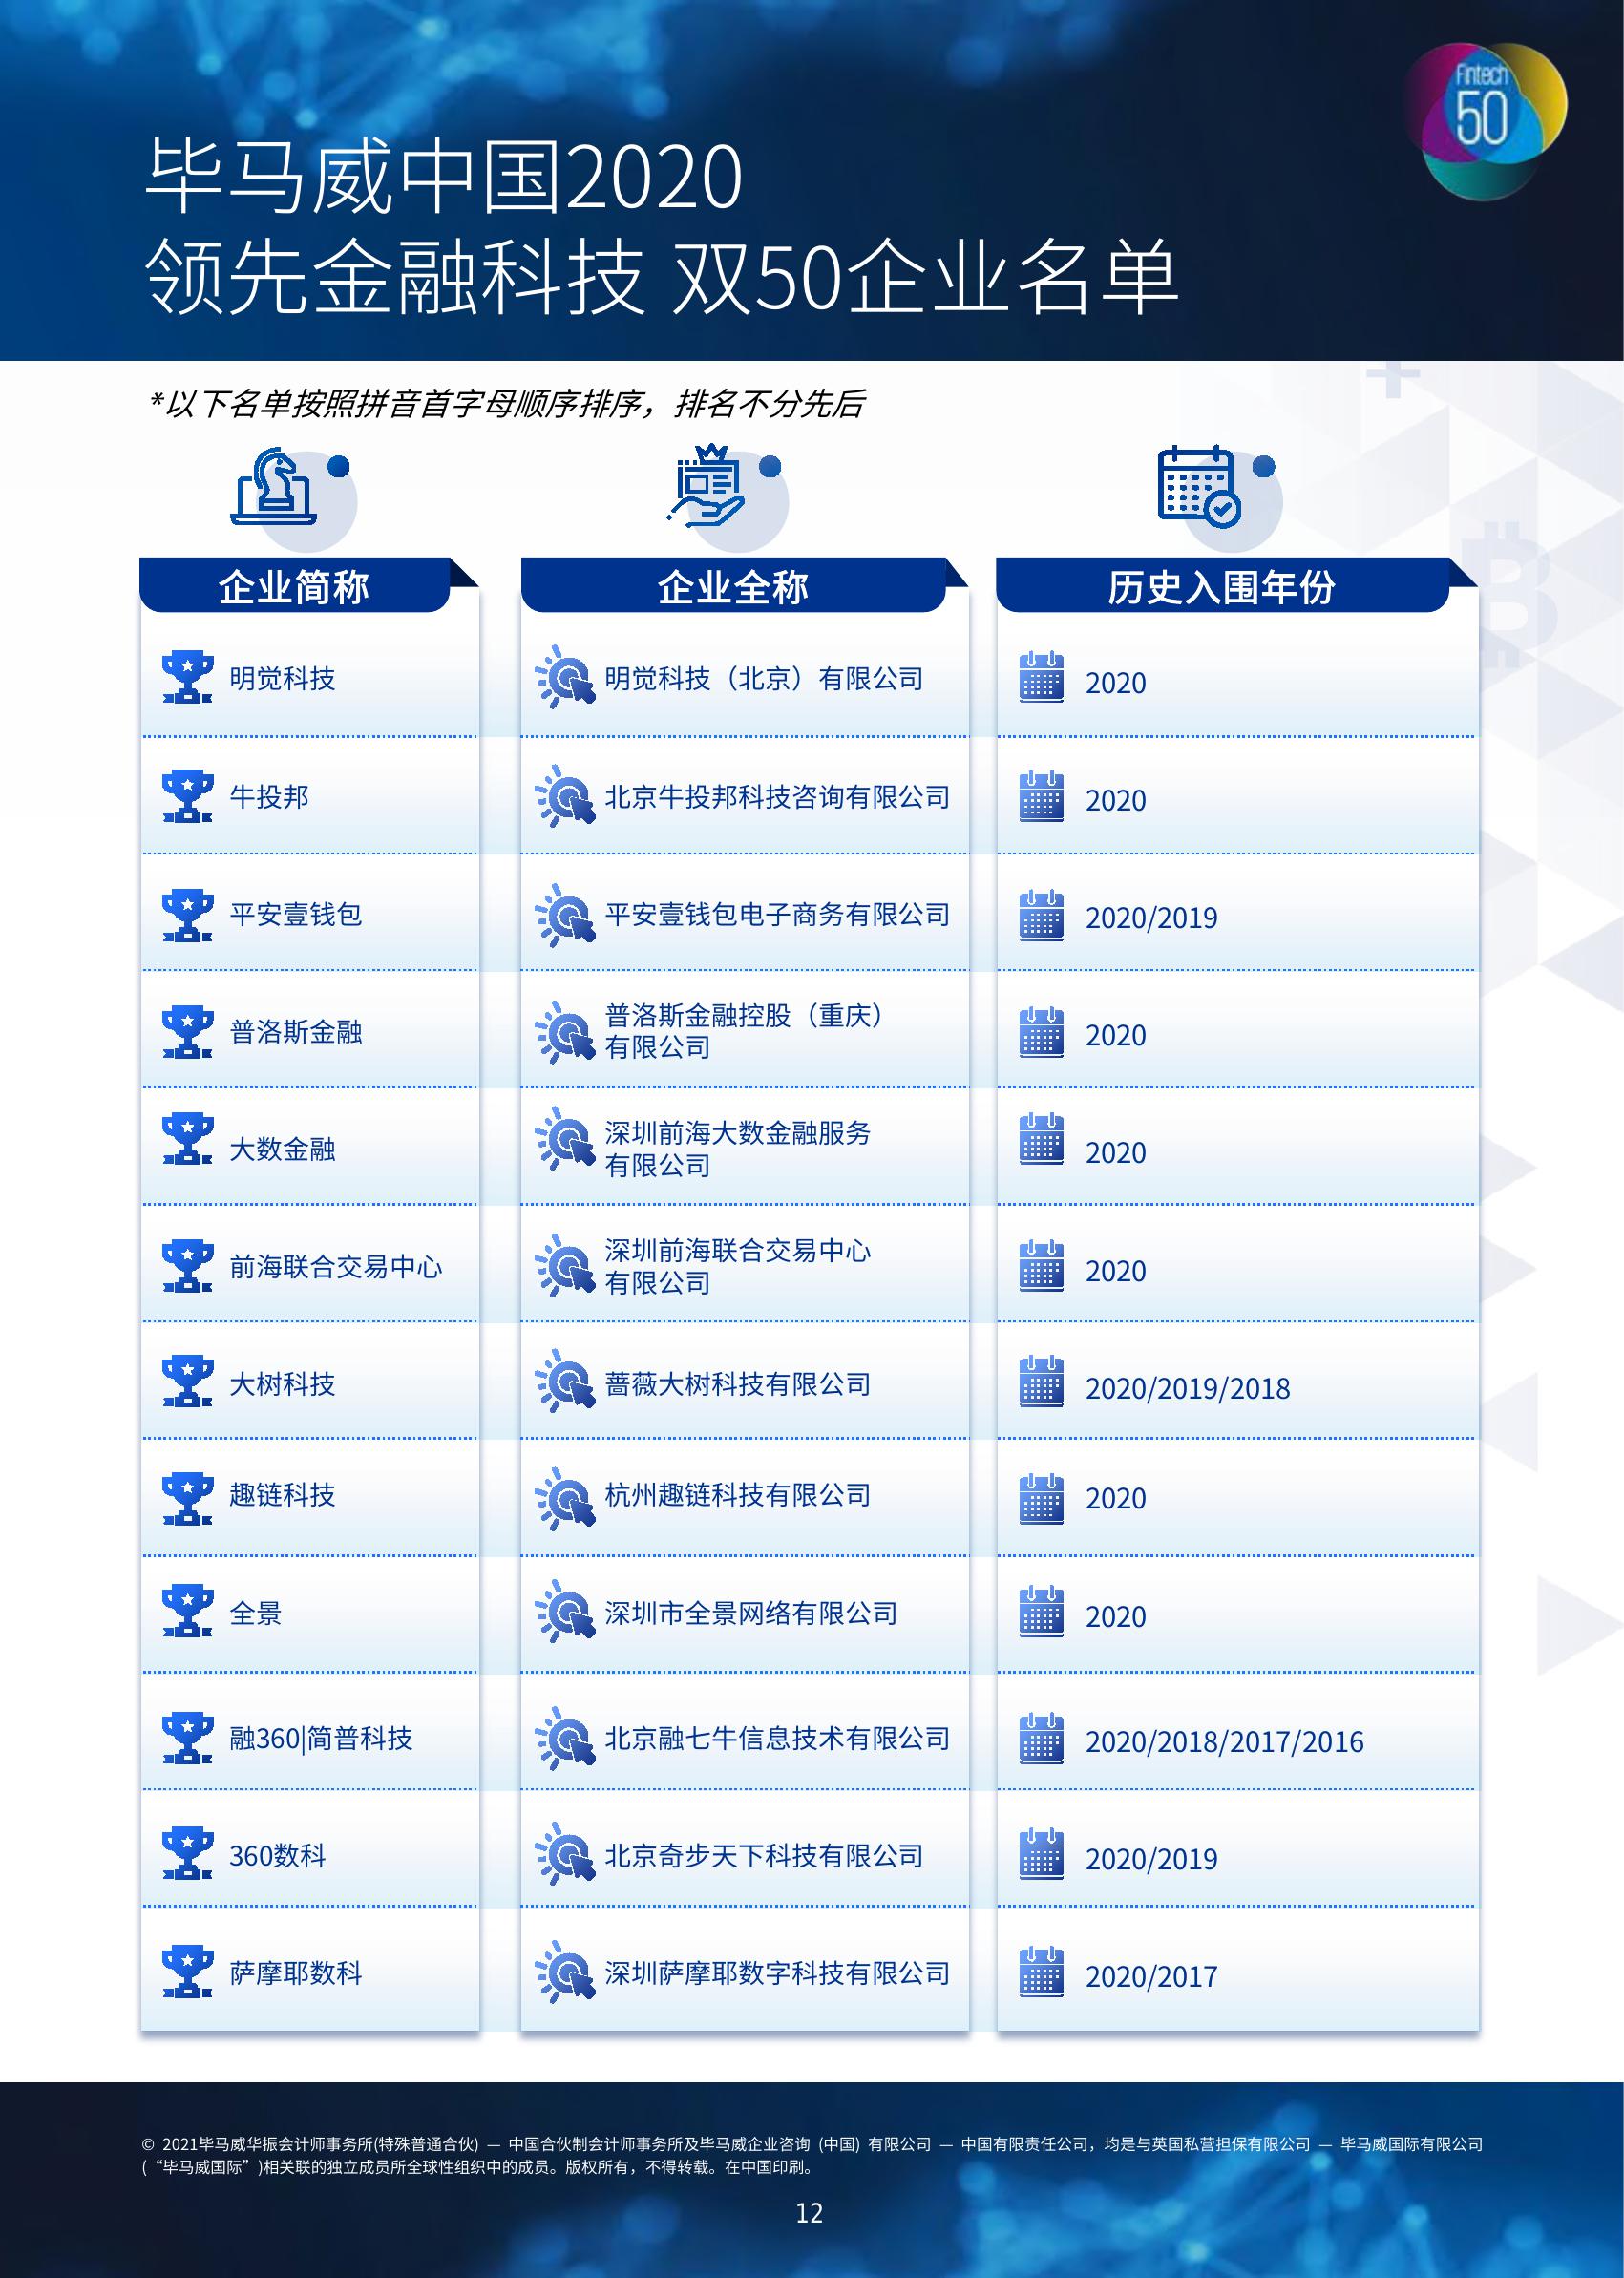 Fintech
50
毕马威中国2020
领先金融科技 双50企业名单
*以下名单按照拼音首字母顺序排序，排名不分先后
企业简称 企业全称 历史入围年份
明觉科技 明觉科技（北京）有限公司 2020
牛投邦 北京牛投邦科技咨询有限公司 2020
平安壹钱包 平安壹钱包电子商务有限公司 2020/2019
普洛斯金融 普洛斯金融控股（重庆）
有限公司 2020
大数金融 深圳前海大数金融服务
有限公司 2020
前海联合交易中心 深圳前海联合交易中心
有限公司 2020
大树科技 蔷薇大树科技有限公司 2020/2019/2018
趣链科技 杭州趣链科技有限公司 2020
全景 深圳市全景网络有限公司 2020
融360|简普科技 北京融七牛信息技术有限公司 2020/2018/2017/2016
360数科 北京奇步天下科技有限公司 2020/2019
萨摩耶数科 深圳萨摩耶数字科技有限公司 2020/2017
© 2021毕马威华振会计师事务所(特殊普通合伙) — 中国合伙制会计师事务所及毕马威企业咨询 (中国) 有限公司 — 中国有限责任公司，均是与英国私营担保有限公司 — 毕马威国际有限公司
(“毕马威国际”)相关联的独立成员所全球性组织中的成员。版权所有，不得转载。在中国印刷。
12